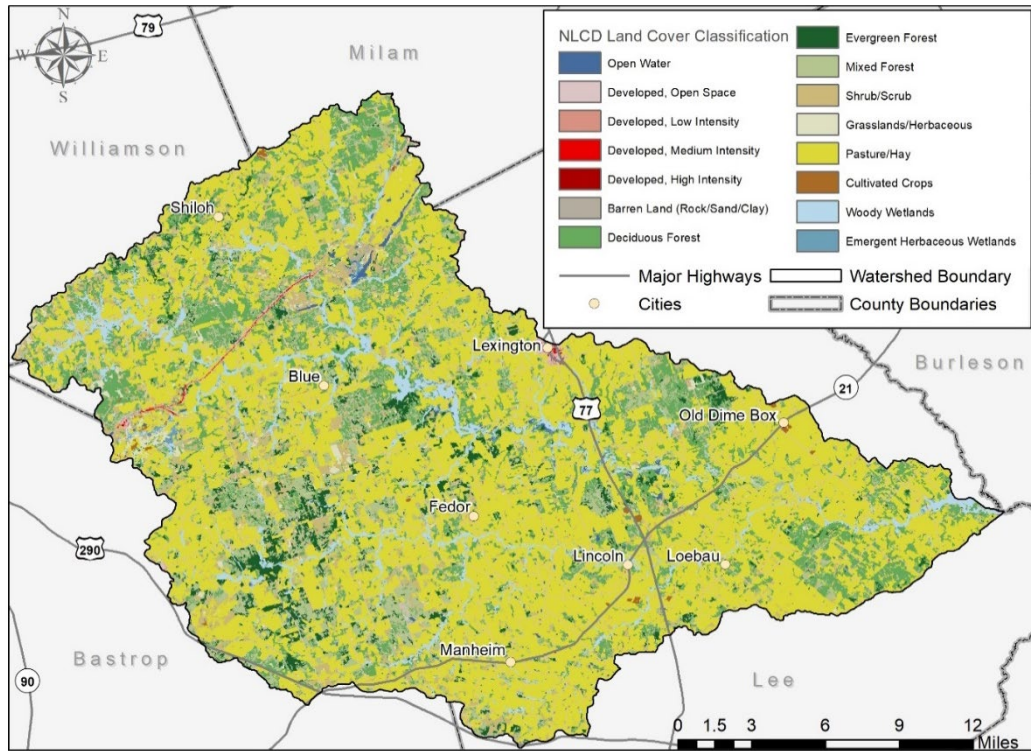 N
W E
S
79
Milam
Williamson
NLCD Land Cover Classification
Open Water
Developed, Open Space
Developed, Low Intensity
Developed, Medium Intensity
Developed, High Intensity
Barren Land (Rock/Sand/Clay)
Deciduous Forest
Evergreen Forest
Mixed Forest
Shrub/Scrub
Grasslands/Herbaceous
Pasture/Hay
Cultivated Crops
Woody Wetlands
Emergent Herbaceous Wetlands
Major Highways
Cities
Watershed Boundary
County Boundaries
Shiloh
Lexington
Burleson
Blue
21
77
Old Dime Box
Fedor
290
Lincoln
Loebau
Manheim
Bastrop
90
Lee
0 1.5 3 6 9 12
Miles